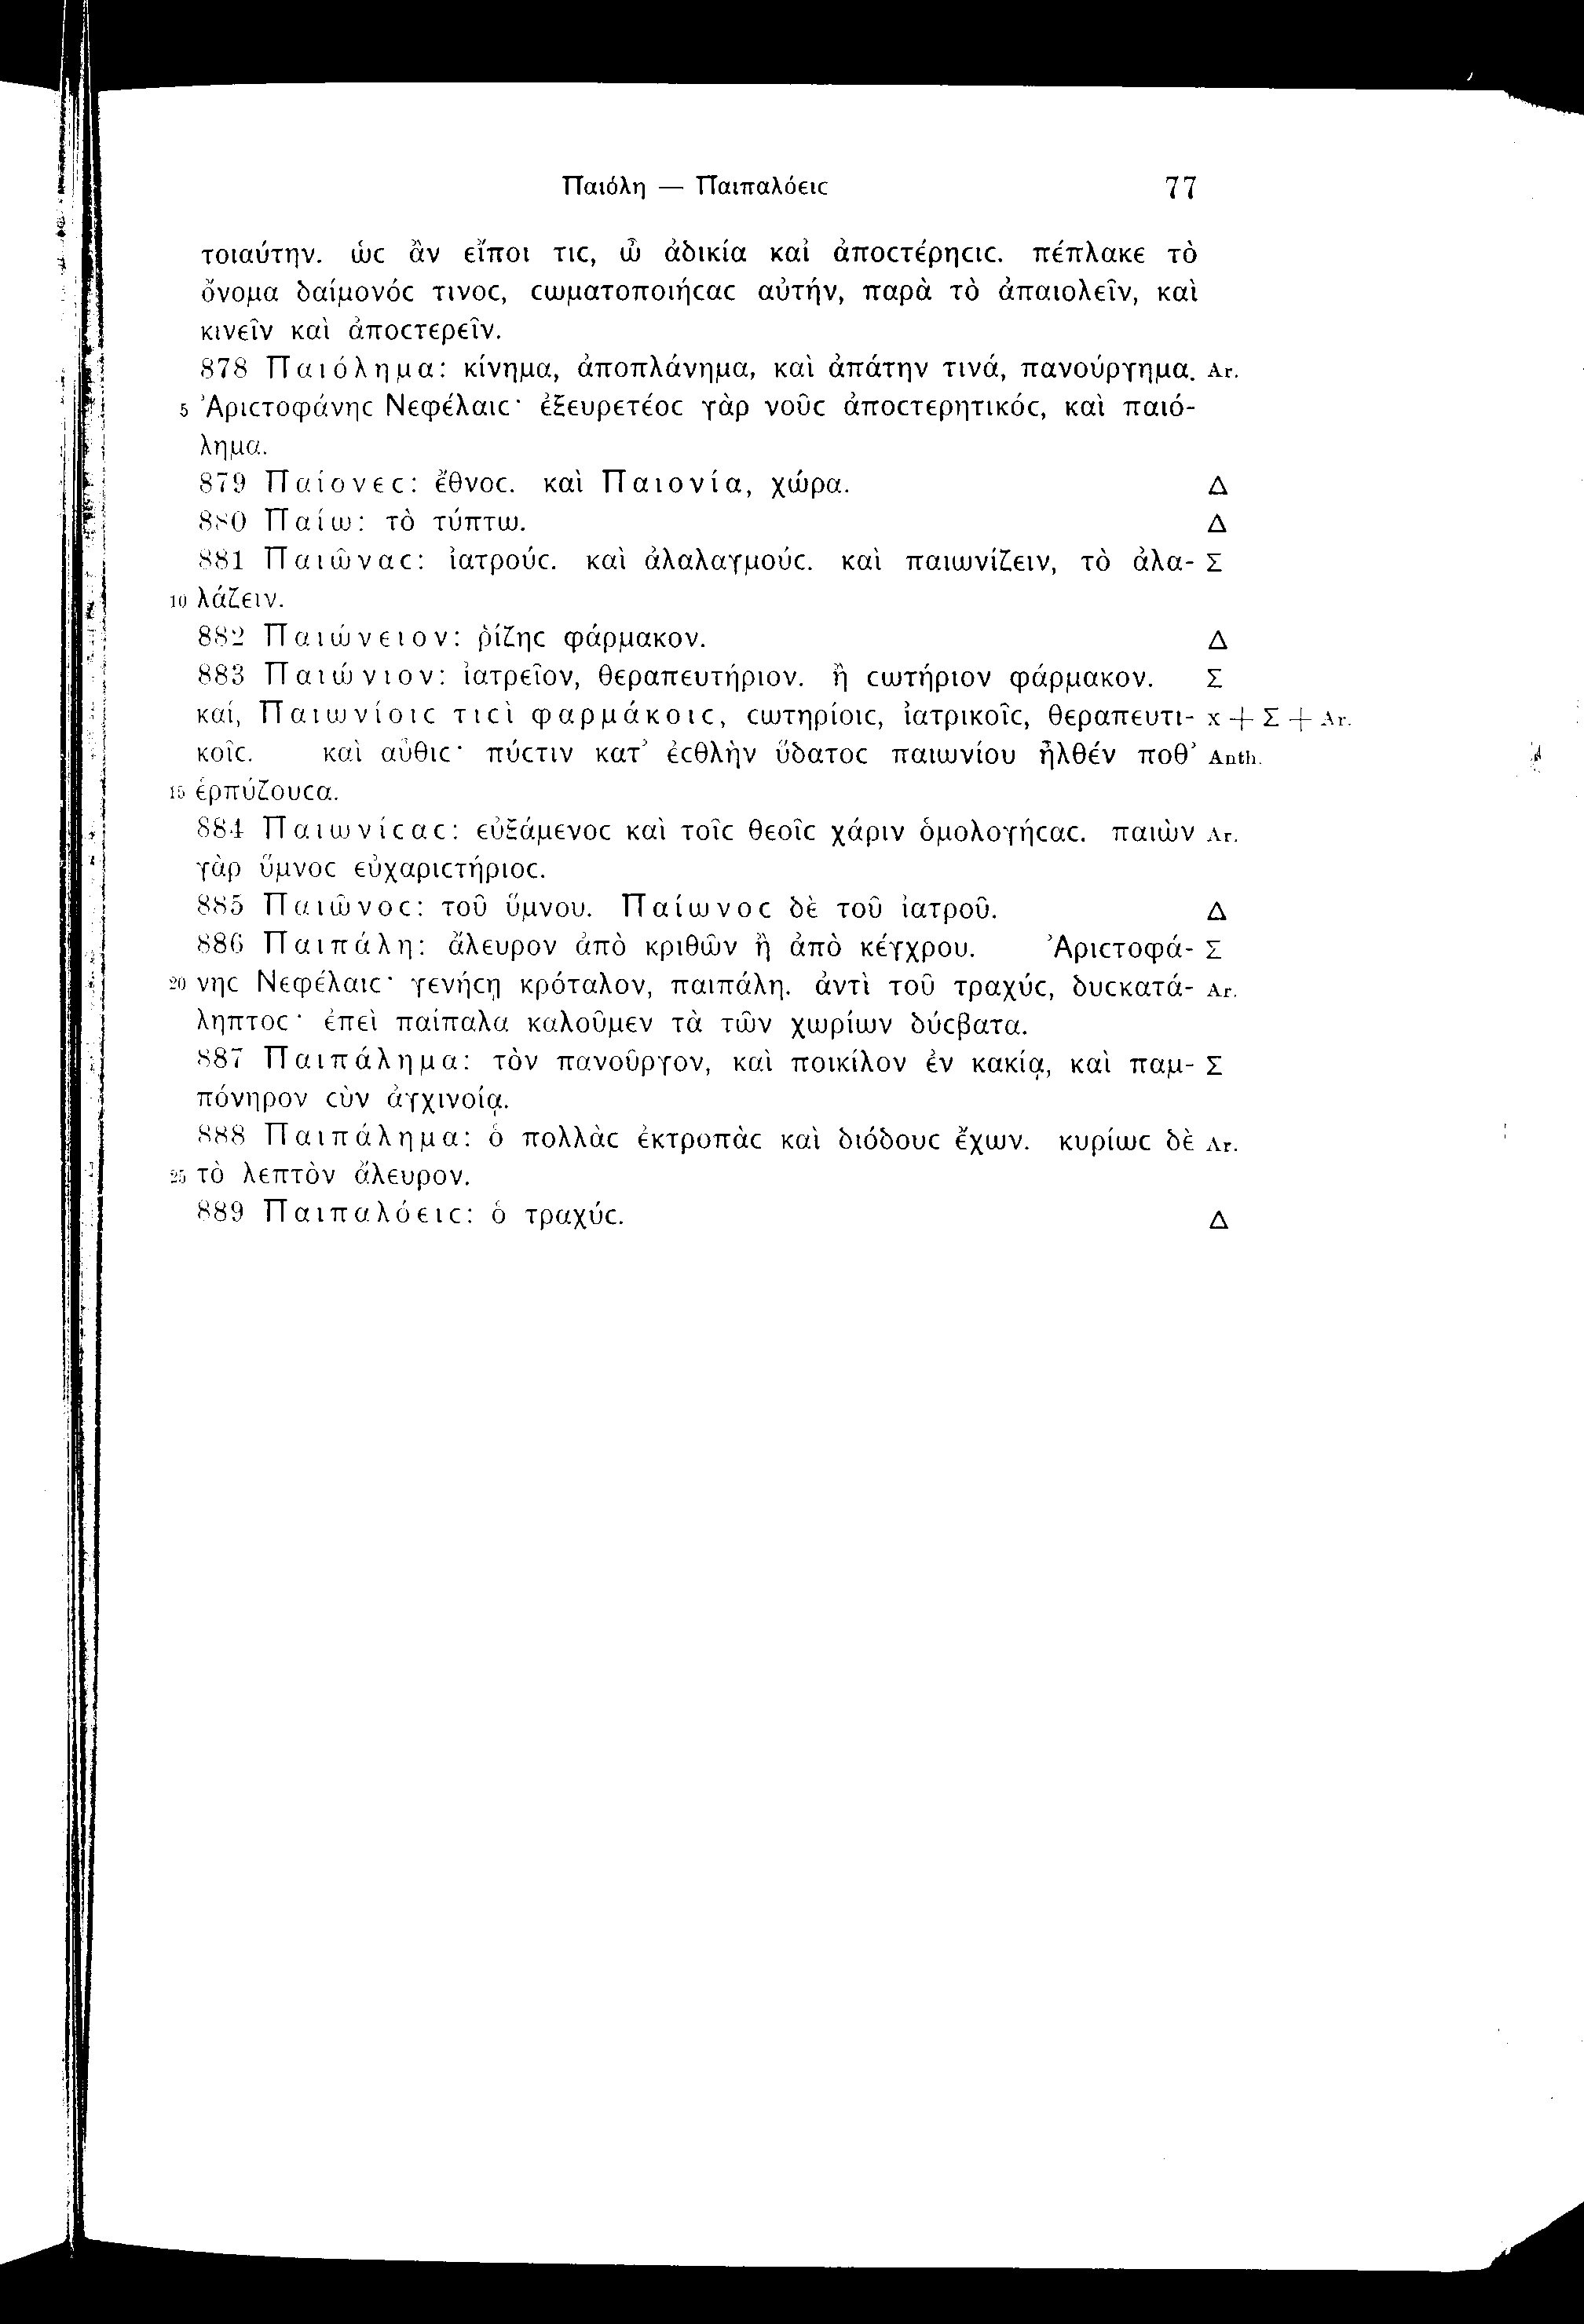 Παιόλη — Παιπαλόειϲ 77
τοιαύτην. ὡϲ ἂν εἴποι τιϲ, ὦ ἀδικία καὶ ἀποϲτέρηϲιϲ. πέπλακε τὸ
ὄνομα δαίμονόϲ τινοϲ, ϲωματοποιήϲαϲ αὐτήν, παρὰ τὸ ἀπαιολεῖν, καὶ
κινεῖν καὶ ἀποϲτερεῖν.
878 Παιόλημα: κίνημα, ἀποπλάνημα, καὶ ἀπάτην τινά, πανούργημα. Ar.
5 Ἀριϲτοφάνηϲ Νεφέλαιϲ· ἐξευρετέοϲ γὰρ νοῦϲ ἀποϲτερητικόϲ, καὶ παιό-
λημα.
879 Παίονεϲ: ἔθνοϲ. καὶ Παιονία, χώρα. Δ
880 Παίω: τὸ τύπτω. Δ
881 Παιῶναϲ: ἰατρούϲ. καὶ ἀλαλαγμούϲ. καὶ παιωνίζειν, τὸ ἀλα- Σ
10 λάζειν.
882 Παιώνειον: ῥίζηϲ φάρμακον. Δ
883 Παιώνιον: ἰατρεῖον, θεραπευτήριον. ἢ ϲωτήριον φάρμακον. Σ
καί, Παιωνίοιϲ τιϲὶ φαρμάκοιϲ, ϲωτηρίοιϲ, ἰατρικοῖϲ, θεραπευτι- x + Σ + Ar.
κοῖϲ. καὶ αὖθιϲ· πύϲτιν κατ’ ἐϲθλὴν ὕδατοϲ παιωνίου ἦλθέν ποθ’ Anth.
15 ἑρπύζουϲα.
884 Παιωνίϲαϲ: εὐξάμενοϲ καὶ τοῖϲ θεοῖϲ χάριν ὁμολογήϲαϲ. παιὼν Ar.
γὰρ ὕμνοϲ εὐχαριϲτήριοϲ.
885 Παιῶνοϲ: τοῦ ὕμνου. Παίωνοϲ δὲ τοῦ ἰατροῦ. Δ
886 Παιπάλη: ἄλευρον ἀπὸ κριθῶν ἢ ἀπὸ κέγχρου. Ἀριϲτοφά- Σ
20 νηϲ Νεφέλαιϲ· γενήϲῃ κρόταλον, παιπάλη. ἀντὶ τοῦ τραχύϲ, δυϲκατά- Ar.
ληπτοϲ· ἐπεὶ παίπαλα καλοῦμεν τὰ τῶν χωρίων δύϲβατα.
887 Παιπάλημα: τὸν πανοῦργον, καὶ ποικίλον ἐν κακίᾳ, καὶ παμ- Σ
πόνηρον ϲὺν ἀγχινοίᾳ.
888 Παιπάλημα: ὁ πολλὰϲ ἐκτροπὰϲ καὶ διόδουϲ ἔχων. κυρίωϲ δὲ Ar.
25 τὸ λεπτὸν ἄλευρον.
889 Παιπαλόειϲ: ὁ τραχύϲ. Δ